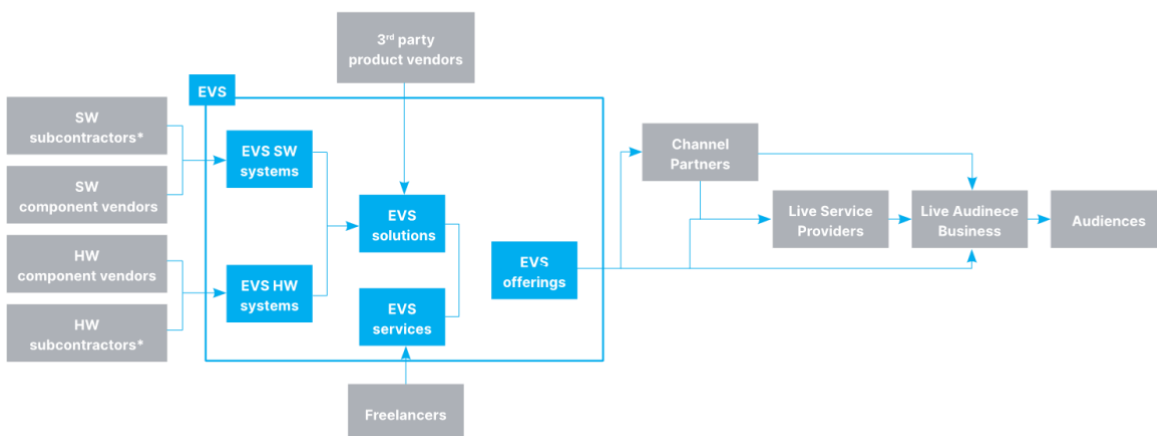 3rd party
product vendors
EVS
SW
subcontractors*
EVS SW
systems
SW
component vendors
HW
component vendors
EVS HW
systems
HW
subcontractors*
EVS
solutions
EVS
services
Freelancers
EVS
offerings
Channel
Partners
Live Service
Providers
Live Audinece
Business
Audiences